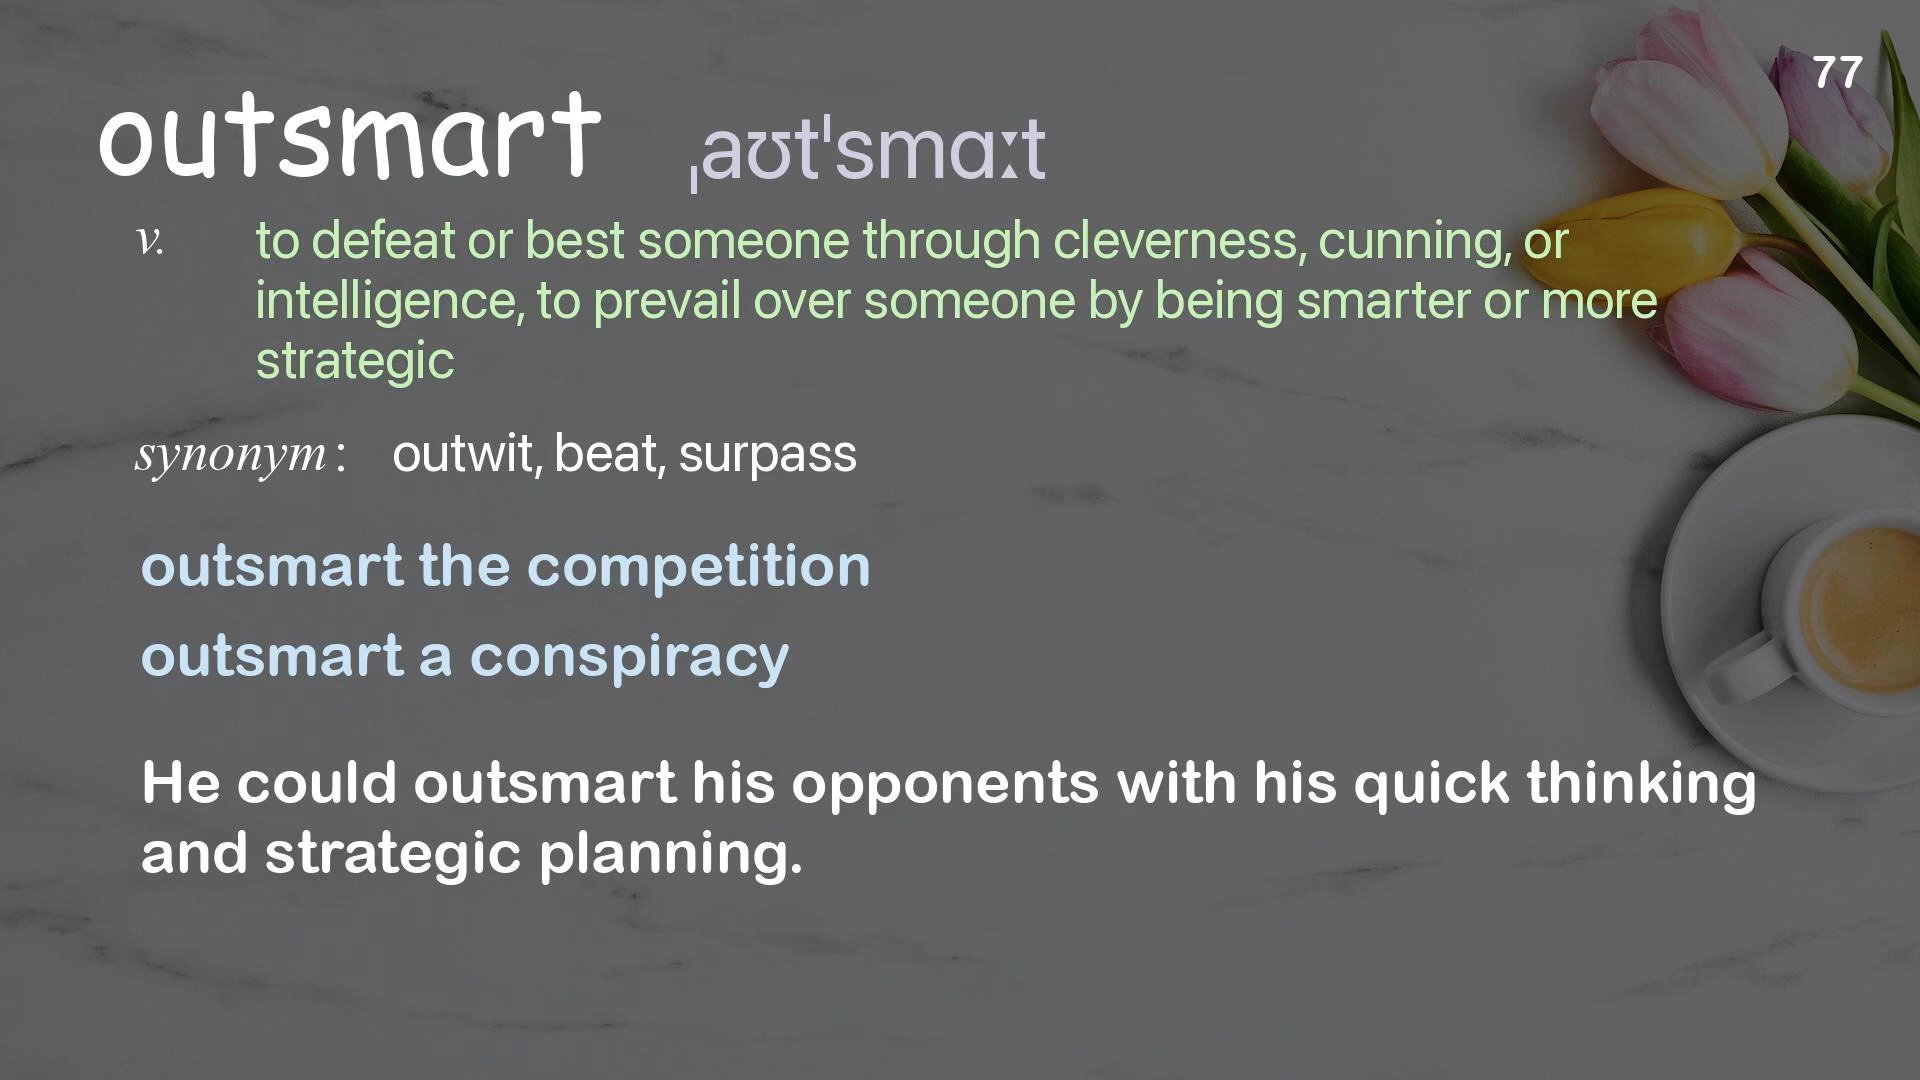 77
outsmart ˌaʊtˈsmɑːt
v. to defeat or best someone through cleverness, cunning, or
intelligence, to prevail over someone by being smarter or more
strategic
synonym : outwit, beat, surpass
outsmart the competition
outsmart a conspiracy
He could outsmart his opponents with his quick thinking
and strategic planning.